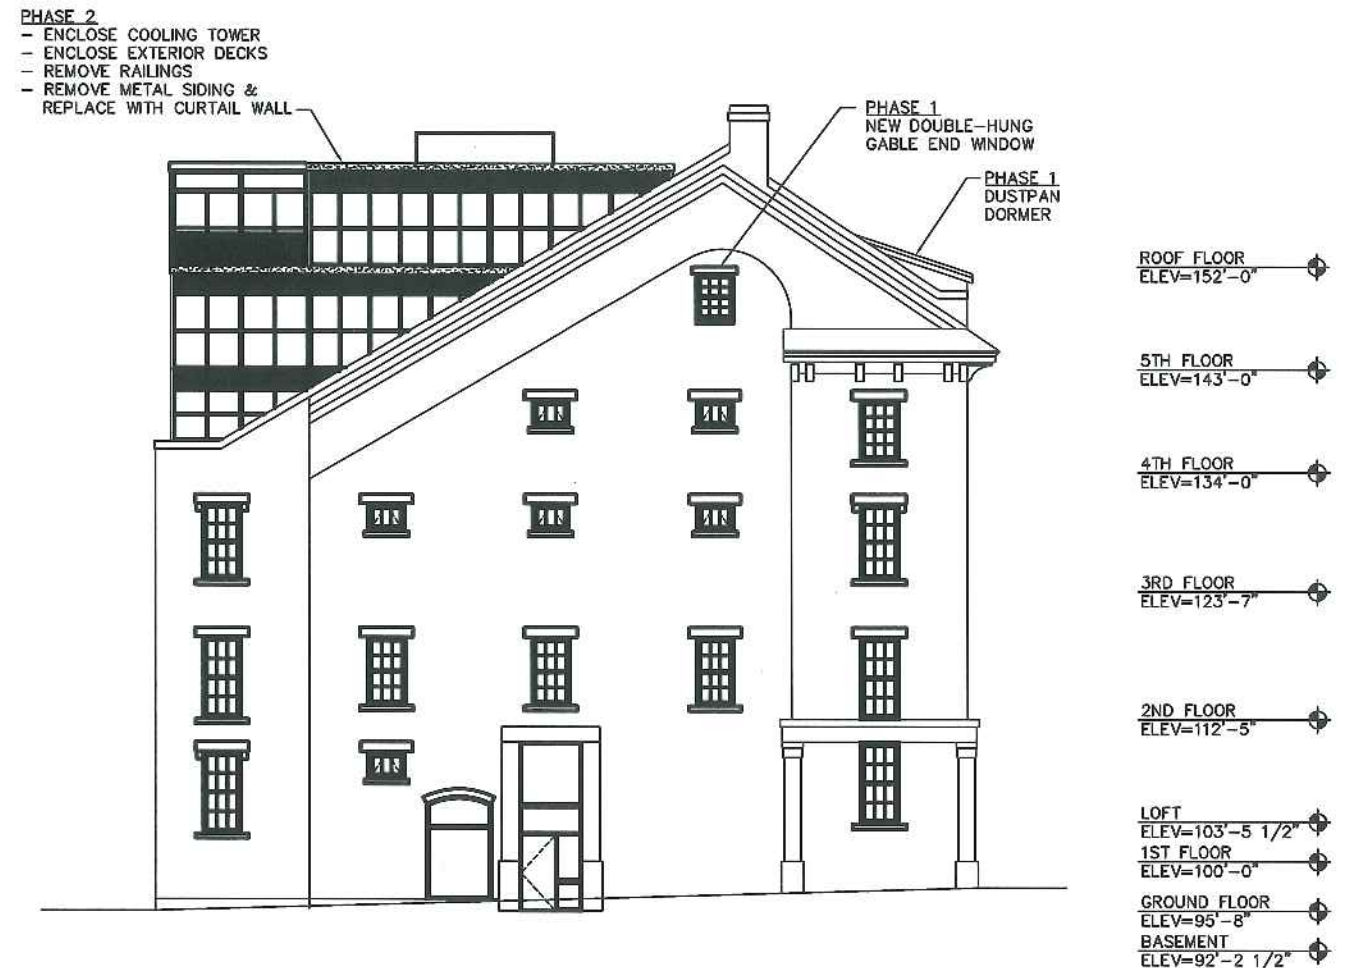 PHASE 2
- ENCLOSE COOLING TOWER
- ENCLOSE EXTERIOR DECKS
- REMOVE RAILINGS
- REMOVE METAL SIDING &
REPLACE WITH CURTAIL WALL
PHASE 1
NEW DOUBLE-HUNG
GABLE END WINDOW
PHASE 1
DUSTPAN
DORMER
ROOF FLOOR
ELEV=152'-0"
5TH FLOOR
ELEV=143'-0"
4TH FLOOR
ELEV=134'-0"
3RD FLOOR
ELEV=123'-7"
2ND FLOOR
ELEV=112'-5"
LOFT
ELEV=103'-5 1/2"
1ST FLOOR
ELEV=100'-0"
GROUND FLOOR
ELEV=95'-8"
BASEMENT
ELEV=92'-2 1/2"